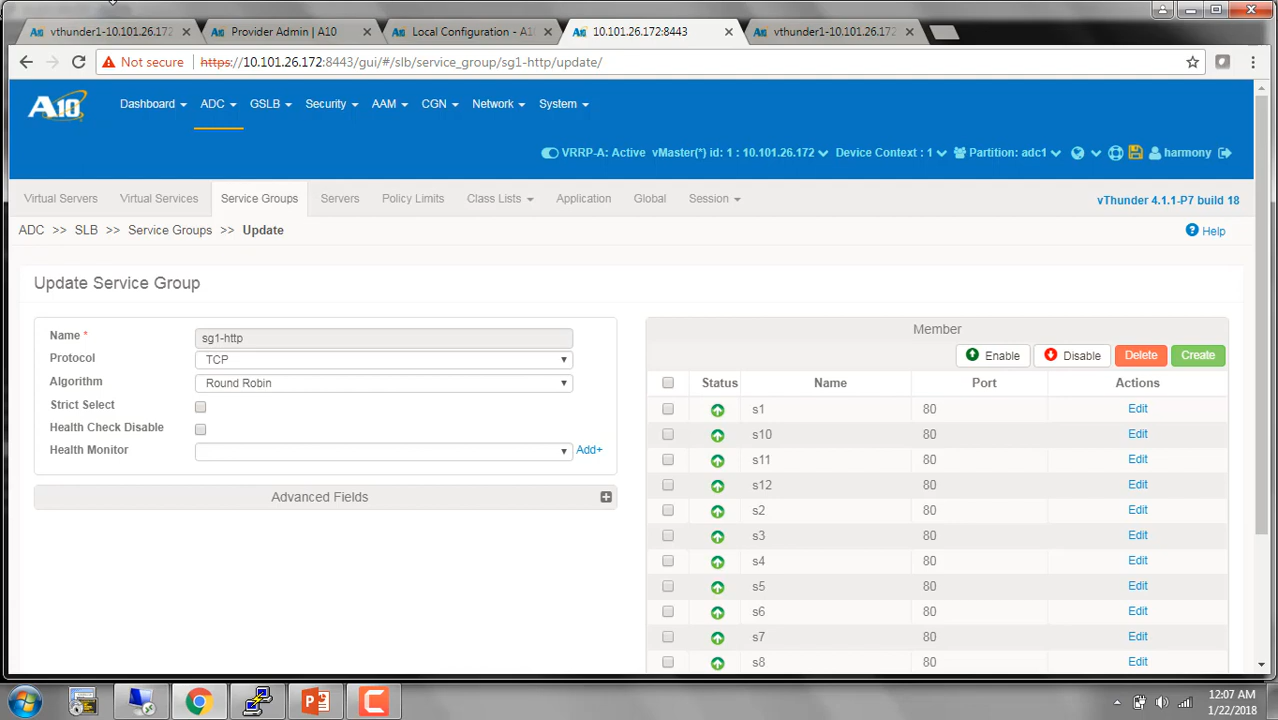 vthunder1-10.101.26.172
Provider Admin | A10
Local Configuration - A1
10.101.26.172:8443
vthunder1-10.101.26.172
Not secure https://10.101.26.172:8443/gui/#/slb/service_group/sg1-http/update/
A10
Dashboard ADC GSLB Security AAM CGN Network System
VRRP-A: Active vMaster(*) id: 1 : 10.101.26.172 Device Context : 1 Partition: adc1 harmony
Virtual Servers Virtual Services Service Groups Servers Policy Limits Class Lists Application Global Session
vThunder 4.1.1-P7 build 18
ADC >> SLB >> Service Groups >> Update
Help
Update Service Group
Name * sg1-http
Protocol TCP
Algorithm Round Robin
Strict Select
Health Check Disable
Health Monitor Add+
Advanced Fields
Member
Enable Disable Delete Create
Status Name Port Actions
s1 80 Edit
s10 80 Edit
s11 80 Edit
s12 80 Edit
s2 80 Edit
s3 80 Edit
s4 80 Edit
s5 80 Edit
s6 80 Edit
s7 80 Edit
s8 80 Edit
12:07 AM
1/22/2018